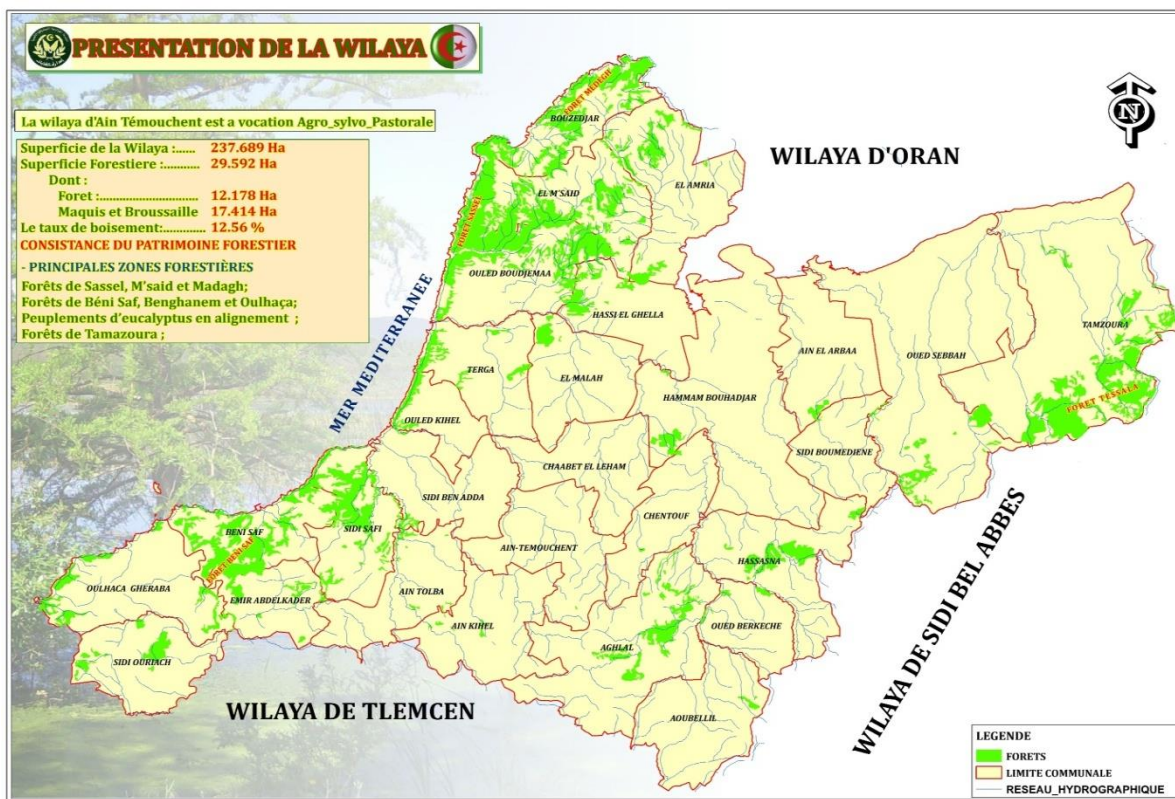 PRESENTATION DE LA WILAYA
La wilaya d'Ain Témouchent est a vocation Agro_sylvo_Pastorale
Superficie de la Wilaya :...... 237.689 Ha
Superficie Forestiere :........... 29.592 Ha
Dont :
Foret :.............................. 12.178 Ha
Maquis et Broussaille 17.414 Ha
Le taux de boisement:............. 12.56 %
CONSISTANCE DU PATRIMOINE FORESTIER
- PRINCIPALES ZONES FORESTIÈRES
Forêts de Sassel, M'said et Madagh;
Forêts de Béni Saf, Benghanem et Oulhaça;
Peuplements d'eucalyptus en alignement ;
Forêts de Tamazoura ;
N
WILAYA D'ORAN
MER MEDITERRANEE
WILAYA DE TLEMCEN
WILAYA DE SIDI BEL ABBES
FORET MEDEGH
BOUZEDJAR
EL AMRIA
EL M'SAID
FORET SASSEL
OULED BOUDJEMAA
HASSI EL GHELLA
TERGA
EL MALAH
OULED KIHEL
HAMMAM BOUHADJAR
AIN EL ARBAA
OUED SEBBAH
TAMZOURA
FORET TESSALA
SIDI BOUMEDIENE
CHAABET EL LEHAM
SIDI BEN ADDA
CHENTOUF
AIN-TEMOUCHENT
HASSASNA
BENI SAF
FORET BENI SAF
SIDI SAFI
OULHACA GHERABA
EMIR ABDELKADER
AIN TOLBA
AIN KIHEL
OUED BERKECHE
AGHLAL
SIDI OURIACH
AOUBELLIL
LEGENDE
FORETS
LIMITE COMMUNALE
RESEAU_HYDROGRAPHIQUE